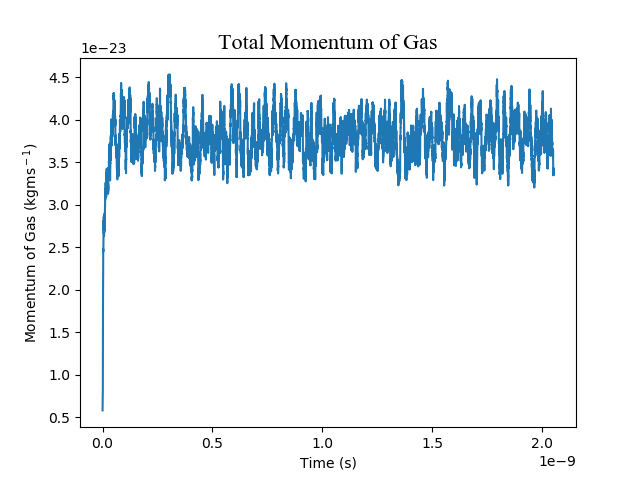 Total Momentum of Gas
1e−23
4.5
4.0
3.5
3.0
2.5
2.0
1.5
1.0
0.5
Momentum of Gas (kgms⁻¹)
0.0 0.5 1.0 1.5 2.0
1e−9
Time (s)